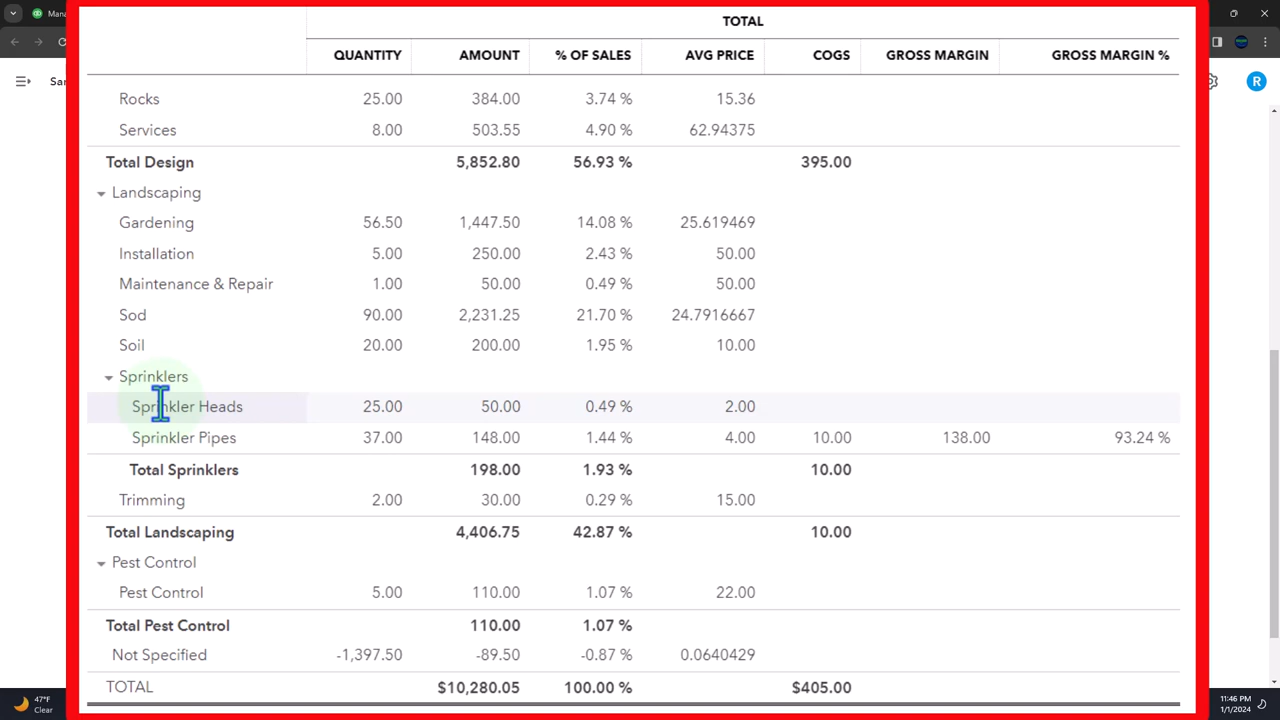 TOTAL
QUANTITY AMOUNT % OF SALES AVG PRICE COGS GROSS MARGIN GROSS MARGIN %
San
R
Rocks 25.00 384.00 3.74 % 15.36
Services 8.00 503.55 4.90 % 62.94375
Total Design 5,852.80 56.93 % 395.00
Landscaping
Gardening 56.50 1,447.50 14.08 % 25.619469
Installation 5.00 250.00 2.43 % 50.00
Maintenance & Repair 1.00 50.00 0.49 % 50.00
Sod 90.00 2,231.25 21.70 % 24.7916667
Soil 20.00 200.00 1.95 % 10.00
Sprinklers
Sprinkler Heads 25.00 50.00 0.49 % 2.00
Sprinkler Pipes 37.00 148.00 1.44 % 4.00 10.00 138.00 93.24 %
Total Sprinklers 198.00 1.93 % 10.00
Trimming 2.00 30.00 0.29 % 15.00
Total Landscaping 4,406.75 42.87 % 10.00
Pest Control
Pest Control 5.00 110.00 1.07 % 22.00
Total Pest Control 110.00 1.07 %
Not Specified -1,397.50 -89.50 -0.87 % 0.0640429
TOTAL $10,280.05 100.00 % $405.00
47°F
Clear
11:46 PM
1/1/2024